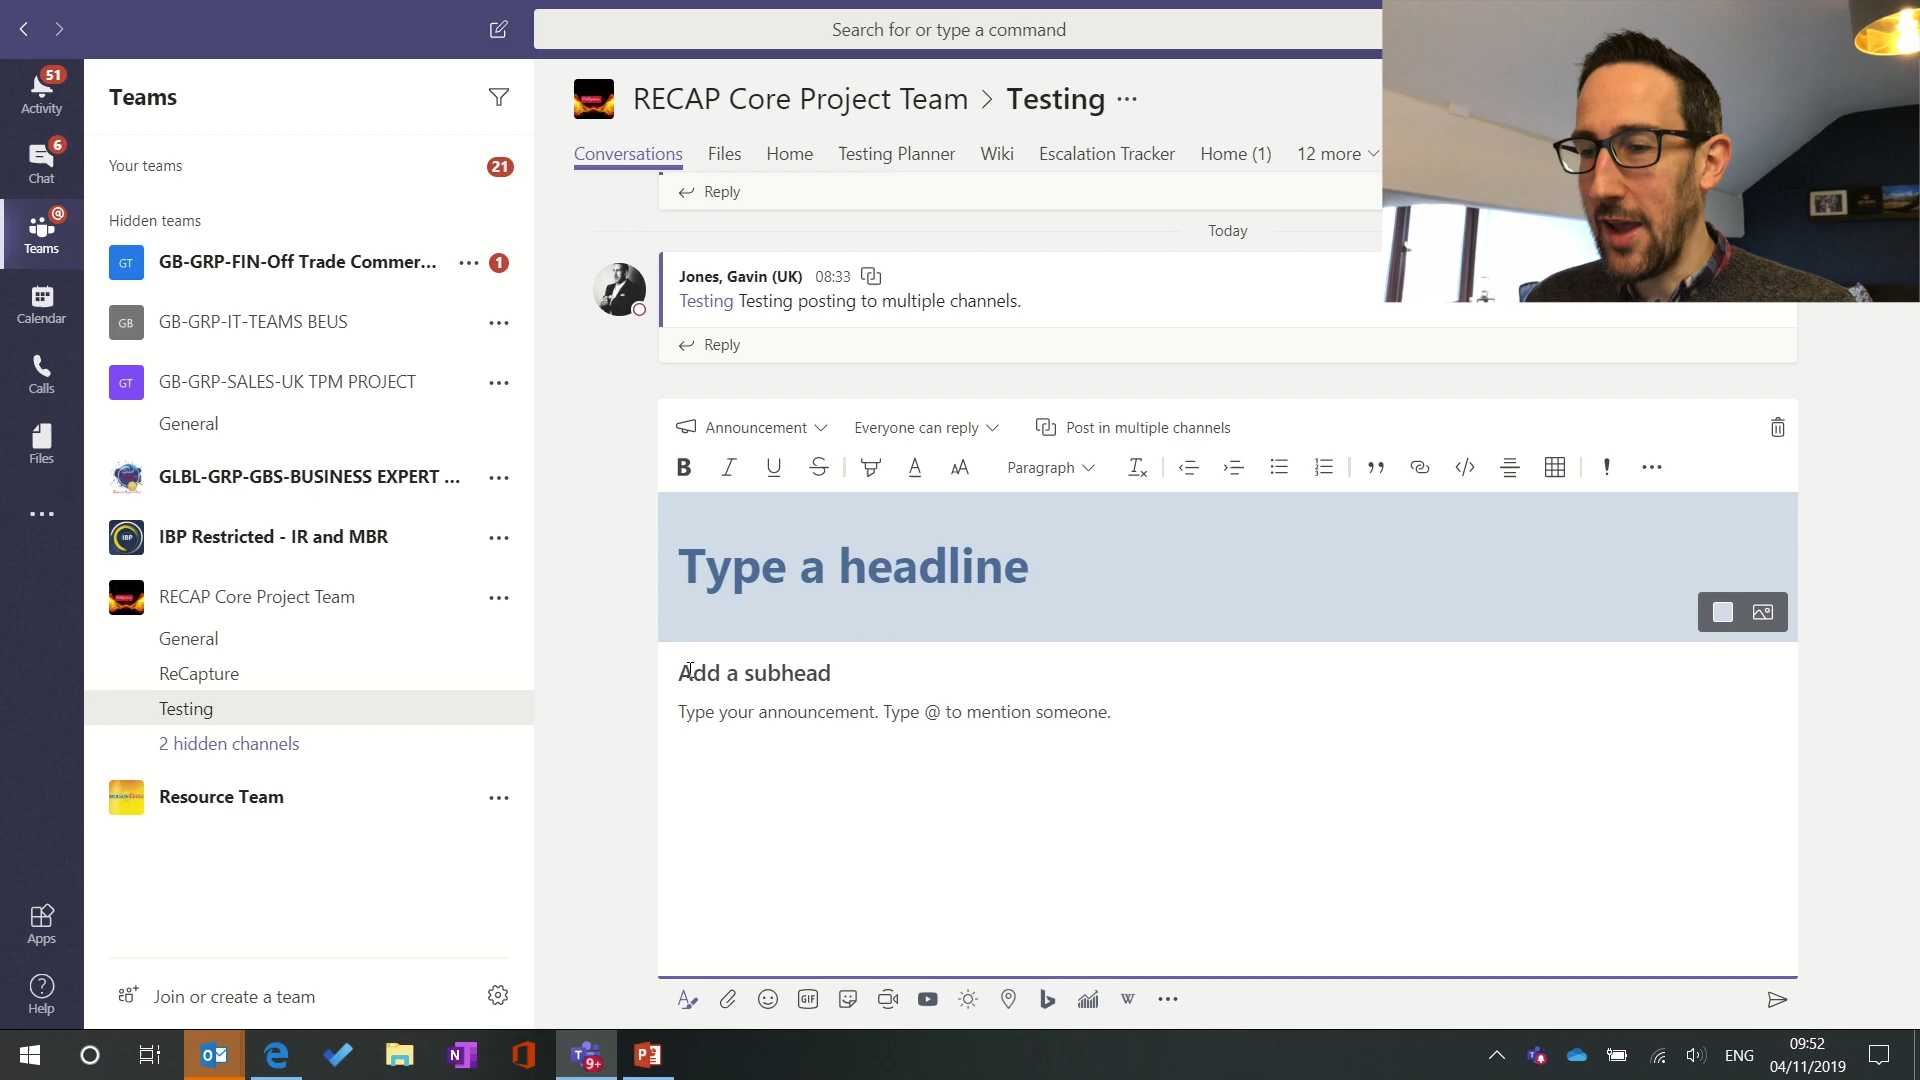 Search for or type a command
51
Activity
6
Chat
@
Teams
Calendar
Calls
Files
Apps
Help
Teams
Your teams
21
Hidden teams
GT
GB-GRP-FIN-Off Trade Commer...
1
GB
GB-GRP-IT-TEAMS BEUS
GT
GB-GRP-SALES-UK TPM PROJECT
General
GLBL-GRP-GBS-BUSINESS EXPERT ...
IBP
IBP Restricted - IR and MBR
RECAP Core Project Team
General
ReCapture
Testing
2 hidden channels
Resource Team
Join or create a team
RECAP Core Project Team > Testing
Conversations Files Home Testing Planner Wiki Escalation Tracker Home (1) 12 more
Reply
Today
Jones, Gavin (UK) 08:33
Testing Testing posting to multiple channels.
Reply
Announcement Everyone can reply Post in multiple channels
B I U S A AA Paragraph
Type a headline
Add a subhead
Type your announcement. Type @ to mention someone.
GIF
W
9+
ENG
09:52
04/11/2019